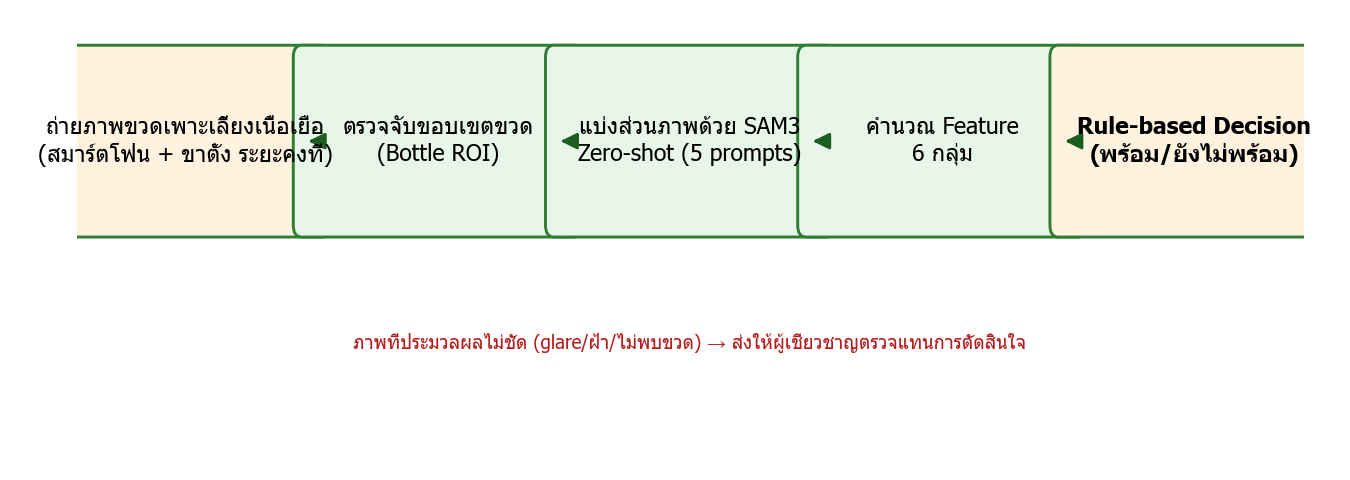 ถ่ายภาพขวดเพาะเลี้ยงเนื้อเยื่อ
(สมาร์ตโฟน + ขาตั้ง ระยะคงที่)
ตรวจจับขอบเขตขวด
(Bottle ROI)
แบ่งส่วนภาพด้วย SAM3
Zero-shot (5 prompts)
คำนวณ Feature
6 กลุ่ม
Rule-based Decision
(พร้อม/ยังไม่พร้อม)
ภาพที่ประมวลผลไม่ชัด (glare/ฝ้า/ไม่พบขวด) → ส่งให้ผู้เชี่ยวชาญตรวจแทนการตัดสินใจ